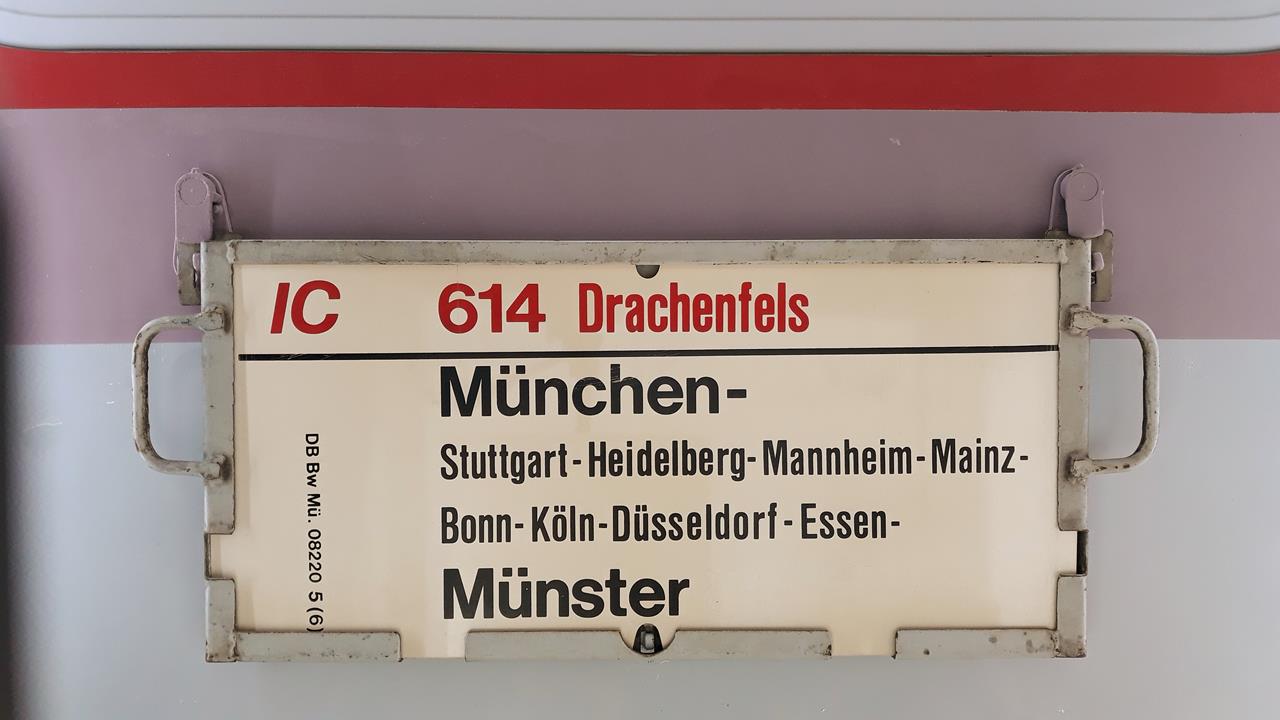 IC 614 Drachenfels
München-
Stuttgart-Heidelberg-Mannheim-Mainz-
Bonn-Köln-Düsseldorf-Essen-
Münster
DB Bw Mü. 08220 5 (6)